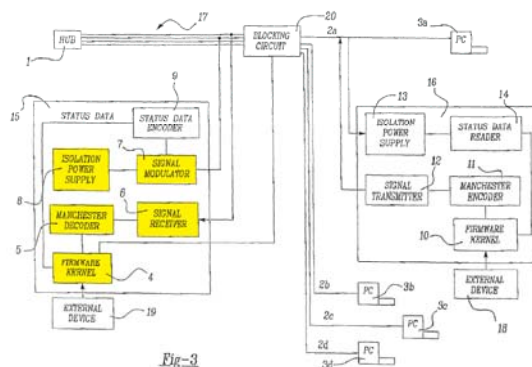 17
20
HUB
1
BLOCKING
CIRCUIT
2a
3a
PC
9
15
STATUS DATA
STATUS DATA
ENCODER
7
ISOLATION
POWER
SUPPLY
8
SIGNAL
MODULATOR
6
MANCHESTER
DECODER
5
SIGNAL
RECEIVER
FIRMWARE
KERNEL
4
EXTERNAL
DEVICE
19
13
16
14
ISOLATION
POWER
SUPPLY
STATUS DATA
READER
12
11
SIGNAL
TRANSMITTER
MANCHESTER
ENCODER
10
FIRMWARE
KERNEL
EXTERNAL
DEVICE
18
2b
PC
3b
2c
PC
3c
2d
PC
3d
Fig-3